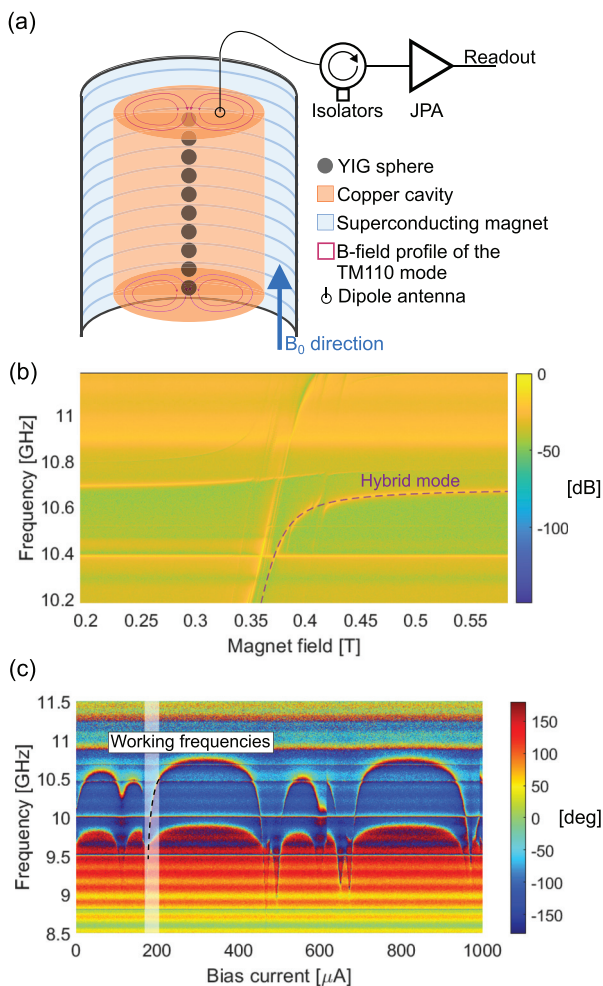 (a)
Readout
Isolators
JPA
YIG sphere
Copper cavity
Superconducting magnet
B-field profile of the
TM110 mode
Dipole antenna
B₀ direction
(b)
0
11
10.8
Hybrid mode
-50
[dB]
10.6
-100
10.4
10.2
Frequency [GHz]
0.2 0.25 0.3 0.35 0.4 0.45 0.5 0.55
Magnet field [T]
(c)
11.5
150
11
Working frequencies
100
10.5
50
10
0
[deg]
9.5
-50
-100
9
-150
8.5
Frequency [GHz]
0 200 400 600 800 1000
Bias current [μA]